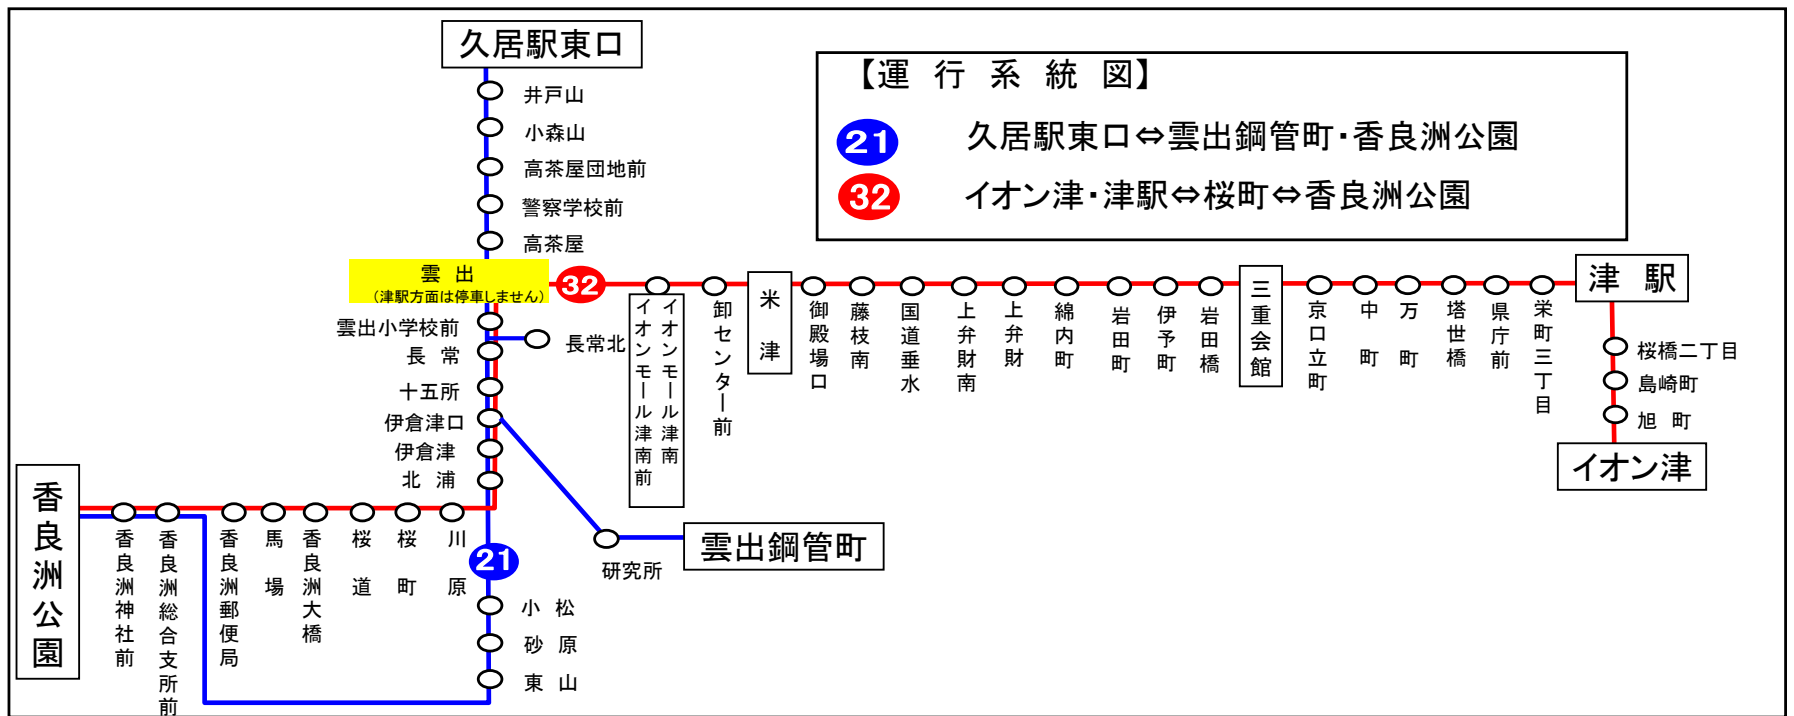 久居駅東口
井戸山
小森山
高茶屋団地前
警察学校前
高茶屋
【運行系統図】
21 久居駅東口⇔雲出鋼管町・香良洲公園
32 イオン津・津駅⇔桜町⇔香良洲公園
雲出
（津駅方面は停車しません）
32
イオンモール津南
イオンモール津南前
卸センター前
米津
御殿場口
藤枝南
国道垂水
上弁財南
上弁財
綿内町
岩田町
伊予町
岩田橋
三重会館
京口立町
中町
万町
塔世橋
県庁前
栄町三丁目
津駅
桜橋二丁目
島崎町
旭町
イオン津
雲出小学校前
長常北
長常
十五所
伊倉津口
伊倉津
北浦
研究所
雲出鋼管町
香良洲公園
香良洲神社前
香良洲総合支所前
香良洲郵便局
馬場
香良洲大橋
桜道
桜町
川原
21
小松
砂原
東山